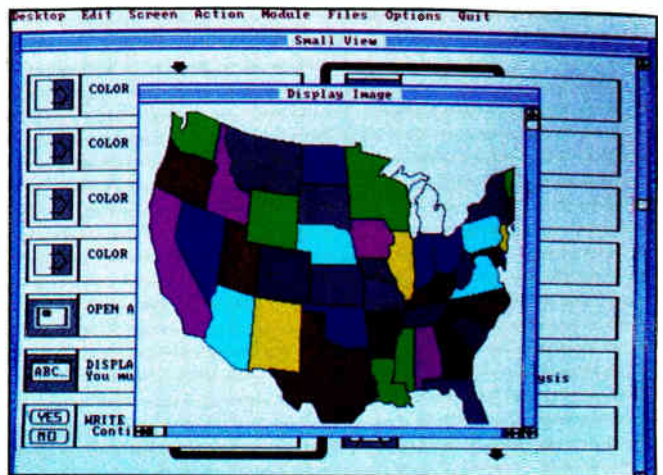 Desktop Edit Screen Action Module Files Options Quit
Small View
COLOR
Display Image
COLOR
COLOR
COLOR
OPEN A
DISPLA
You mu
ysis
ABC_
YES
NO
WRITE
Conti